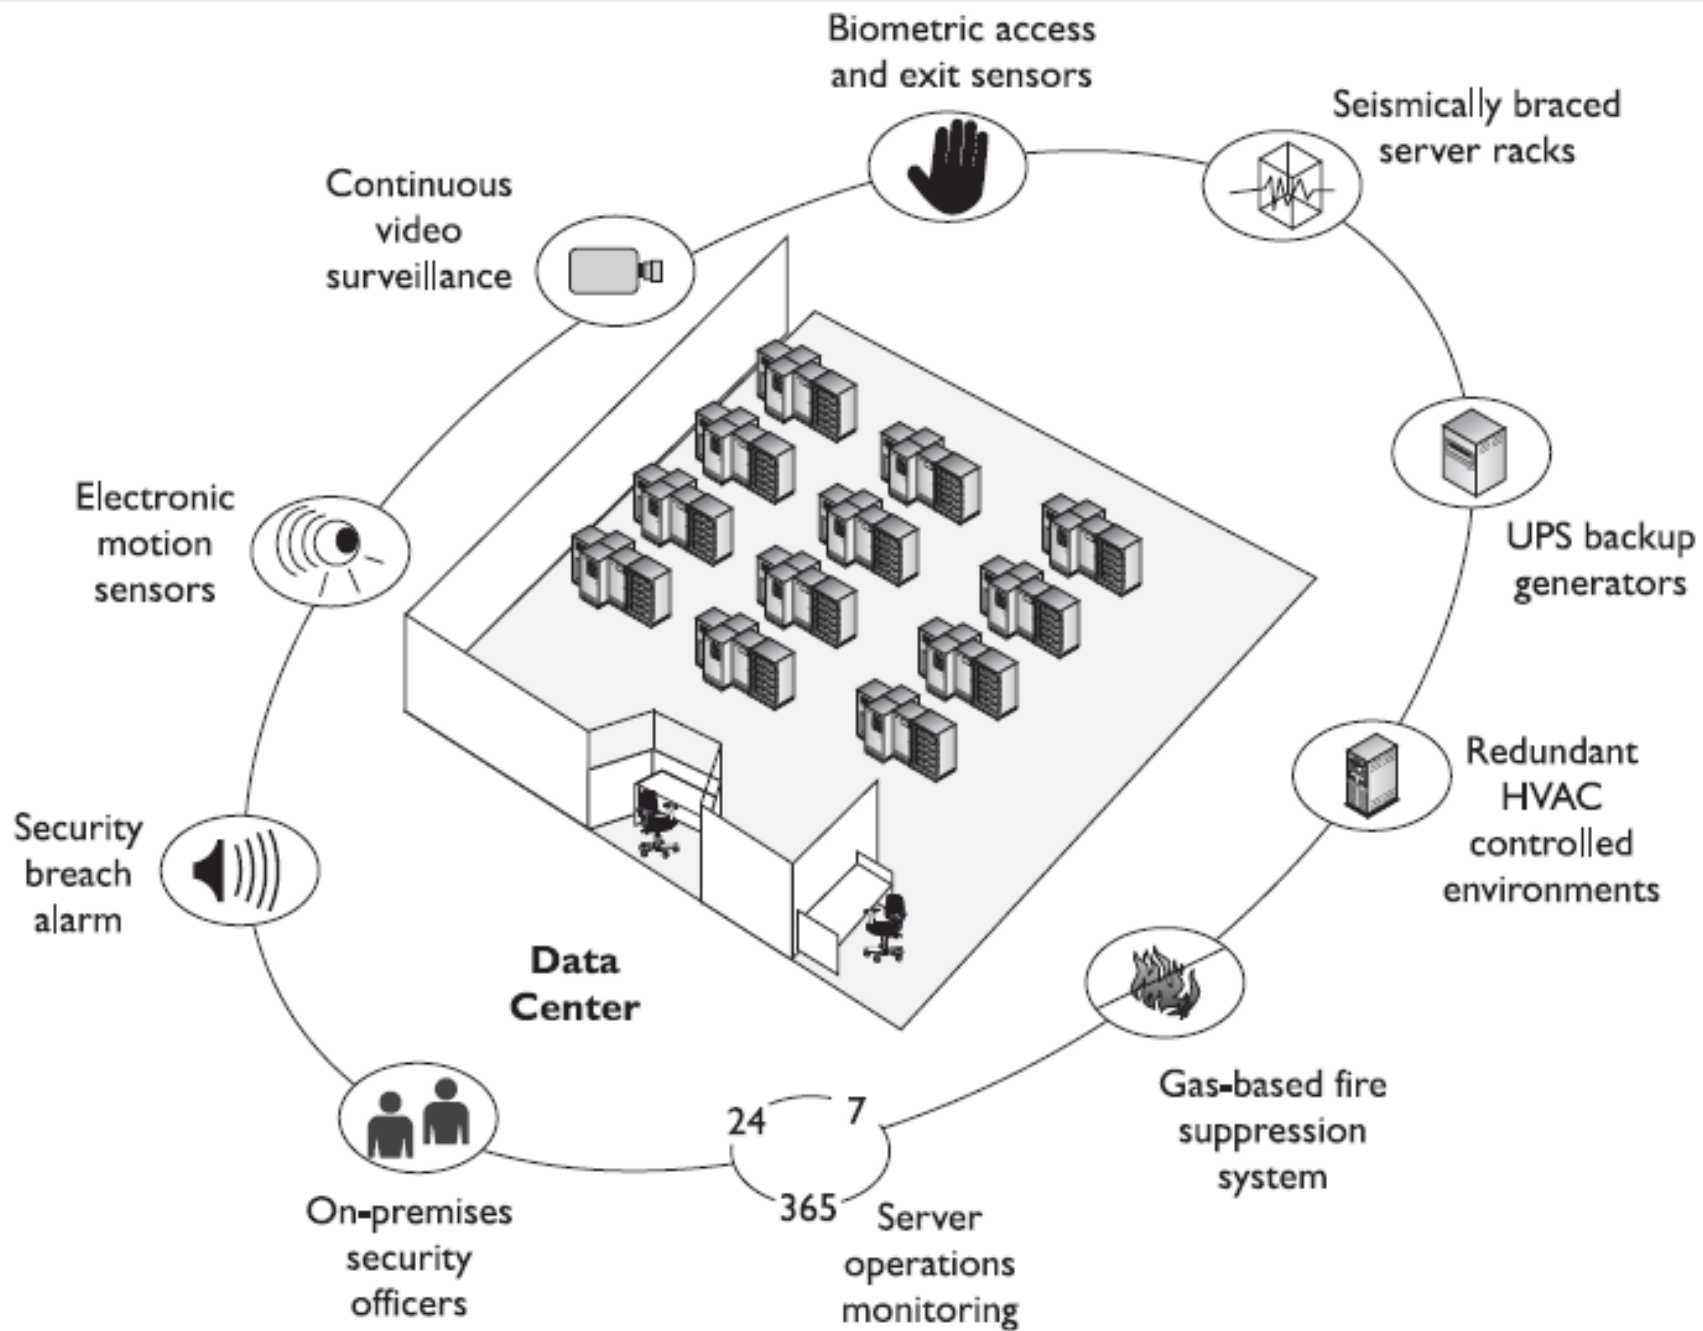 Biometric access
and exit sensors
Seismically braced
server racks
Continuous
video
surveillance
Electronic
motion
sensors
UPS backup
generators
Redundant
HVAC
controlled
environments
Security
breach
alarm
Data
Center
Gas-based fire
suppression
system
24
7
365
Server
operations
monitoring
On-premises
security
officers